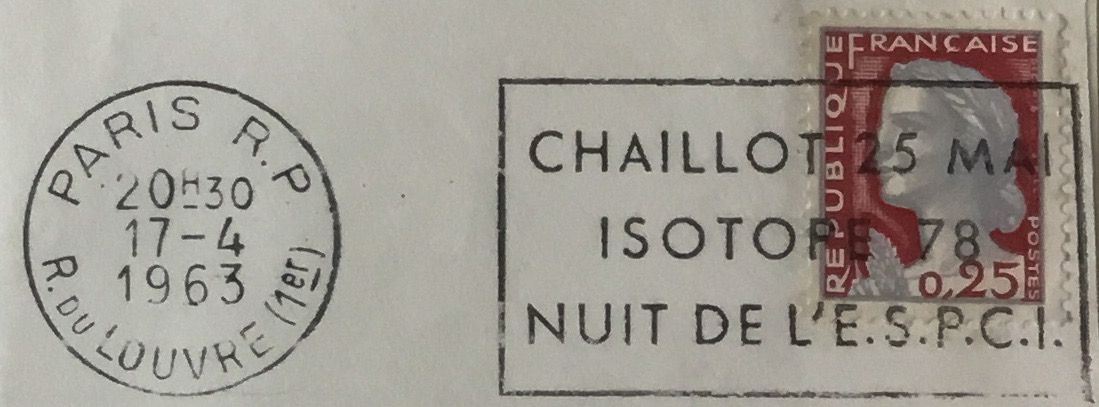 PARIS R.P
20H30
17-4
1963
R. DU LOUVRE (1er)
CHAILLOT 25 MAI
ISOTOPE 78
NUIT DE L'E.S.P.C.I.
REPUBLIQUE
FRANCAISE
POSTES
0,25